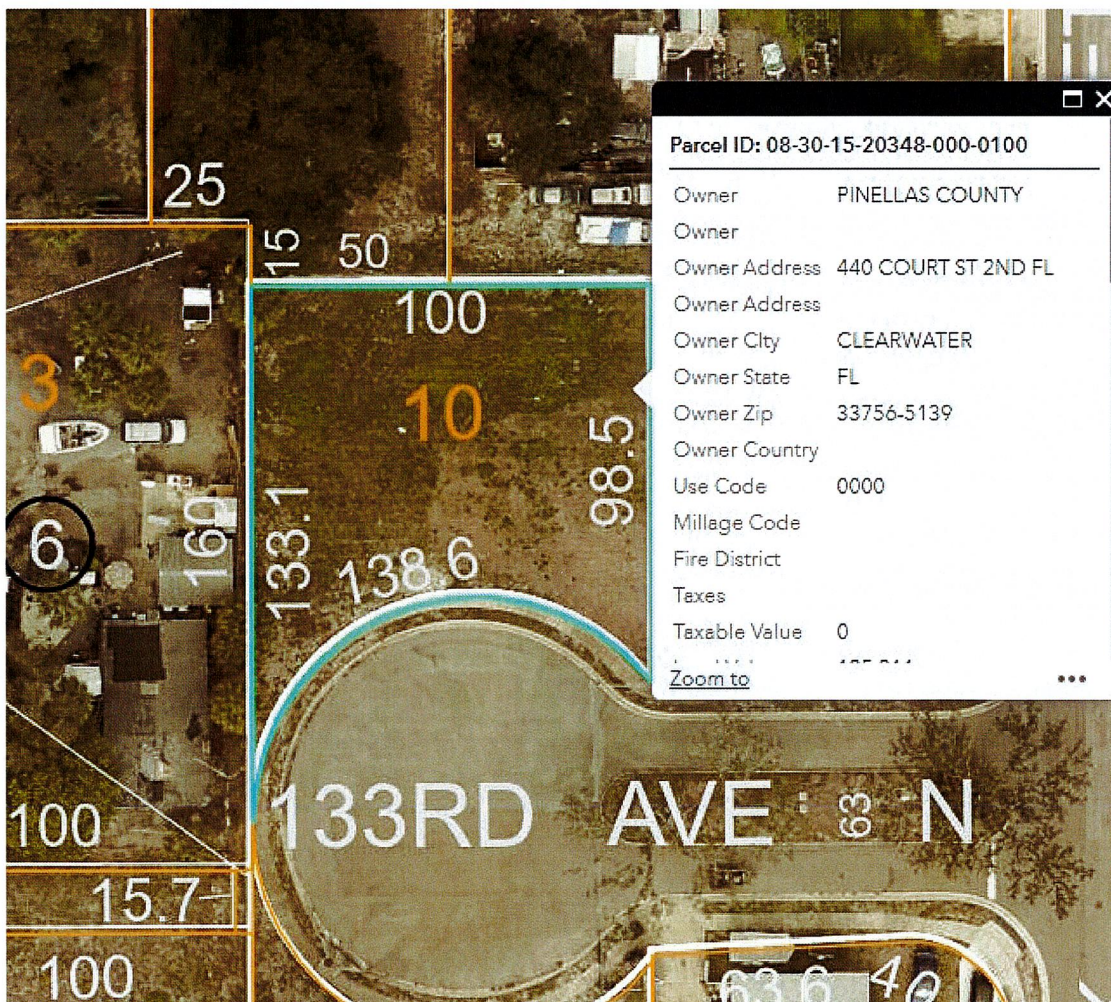 25
15
50
100
10
98.5
3
6
160
133.1
138.6
133RD AVE N
63
100
15.7
100
63.6
40
Parcel ID: 08-30-15-20348-000-0100
Owner PINELLAS COUNTY
Owner
Owner Address 440 COURT ST 2ND FL
Owner Address
Owner City CLEARWATER
Owner State FL
Owner Zip 33756-5139
Owner Country
Use Code 0000
Millage Code
Fire District
Taxes
Taxable Value 0
Zoom to